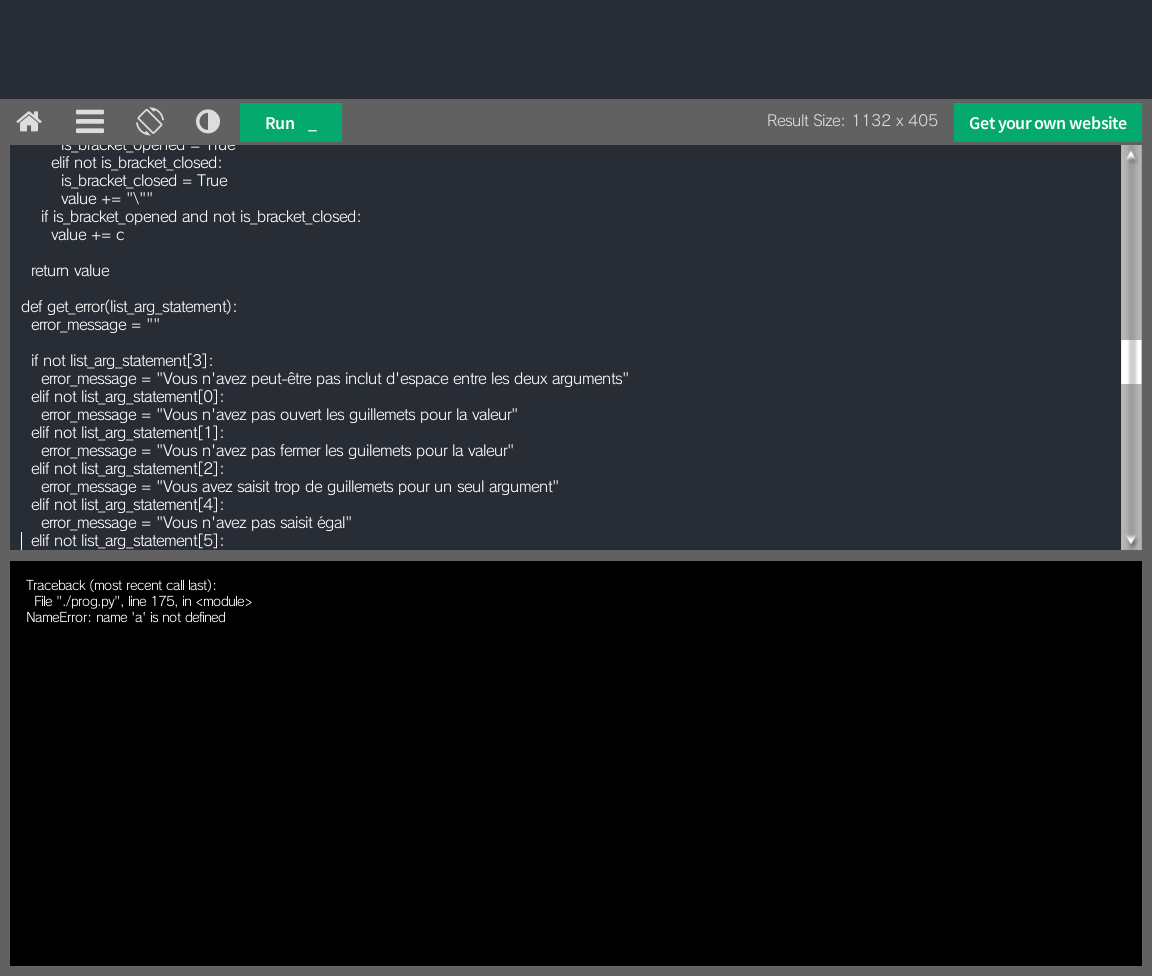 Run _
Result Size: 1132 x 405
Get your own website
is_bracket_opened = True
elif not is_bracket_closed:
is_bracket_closed = True
value += "\""
if is_bracket_opened and not is_bracket_closed:
value += c
return value
def get_error(list_arg_statement):
error_message = ""
if not list_arg_statement[3]:
error_message = "Vous n'avez peut-être pas inclut d'espace entre les deux arguments"
elif not list_arg_statement[0]:
error_message = "Vous n'avez pas ouvert les guillemets pour la valeur"
elif not list_arg_statement[1]:
error_message = "Vous n'avez pas fermer les guilemets pour la valeur"
elif not list_arg_statement[2]:
error_message = "Vous avez saisit trop de guillemets pour un seul argument"
elif not list_arg_statement[4]:
error_message = "Vous n'avez pas saisit égal"
elif not list_arg_statement[5]:
Traceback (most recent call last):
File "./prog.py", line 175, in <module>
NameError: name 'a' is not defined